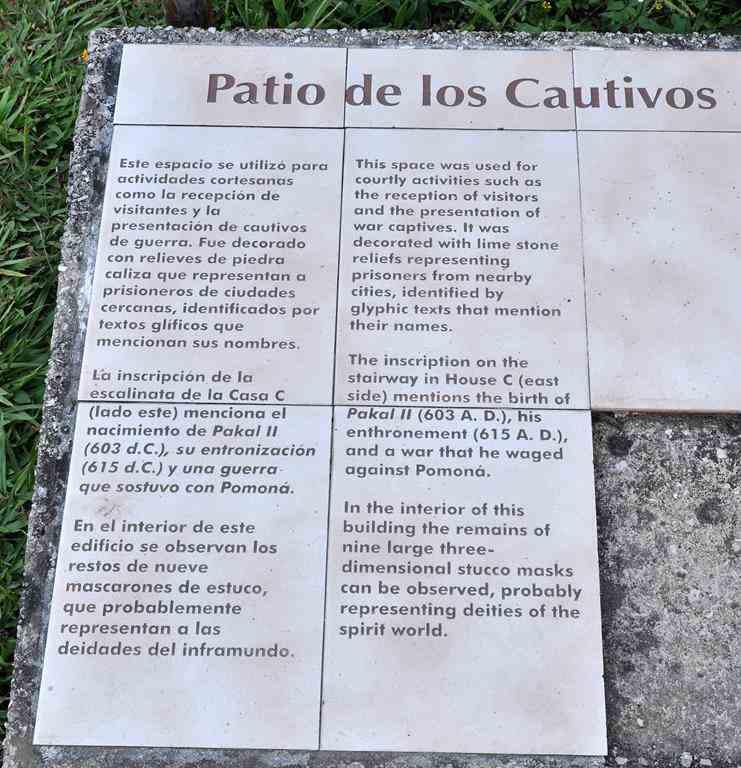 Patio de los Cautivos
Este espacio se utilizó para
actividades cortesanas
como la recepción de
visitantes y la
presentación de cautivos
de guerra. Fue decorado
con relieves de piedra
caliza que representan a
prisioneros de ciudades
cercanas, identificados por
textos glíficos que
mencionan sus nombres.
La inscripción de la
escalinata de la Casa C
(lado este) menciona el
nacimiento de Pakal II
(603 d.C.), su entronización
(615 d.C.) y una guerra
que sostuvo con Pomoná.
En el interior de este
edificio se observan los
restos de nueve
mascarones de estuco,
que probablemente
representan a las
deidades del inframundo.
This space was used for
courtly activities such as
the reception of visitors
and the presentation of
war captives. It was
decorated with lime stone
reliefs representing
prisoners from nearby
cities, identified by
glyphic texts that mention
their names.
The inscription on the
stairway in House C (east
side) mentions the birth of
Pakal II (603 A. D.), his
enthronement (615 A. D.),
and a war that he waged
against Pomoná.
In the interior of this
building the remains of
nine large three-
dimensional stucco masks
can be observed, probably
representing deities of the
spirit world.